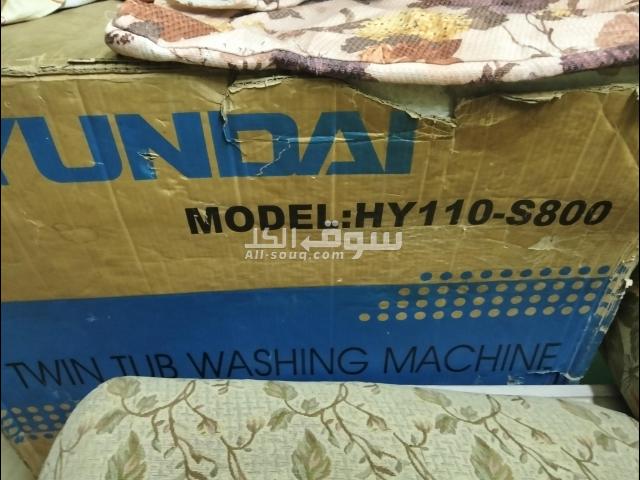 YUNDAI
MODEL:HY110-S800
سوق الكل
All-souq.com
TWIN TUB WASHING MACHINE